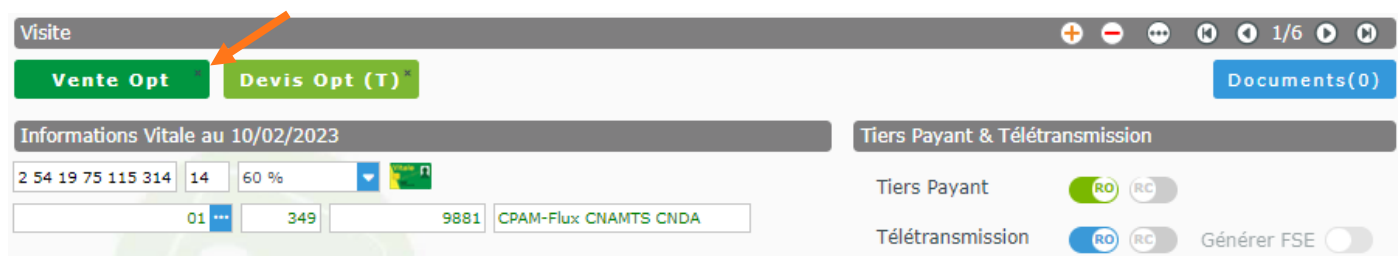 Visite 1/6
Vente Opt × Devis Opt (T) × Documents(0)
Informations Vitale au 10/02/2023 Tiers Payant & Télétransmission
2 54 19 75 115 314 14 60 % Vitale
Tiers Payant RO RC
01 ... 349 9881 CPAM-Flux CNAMTS CNDA
Télétransmission RO RC Générer FSE